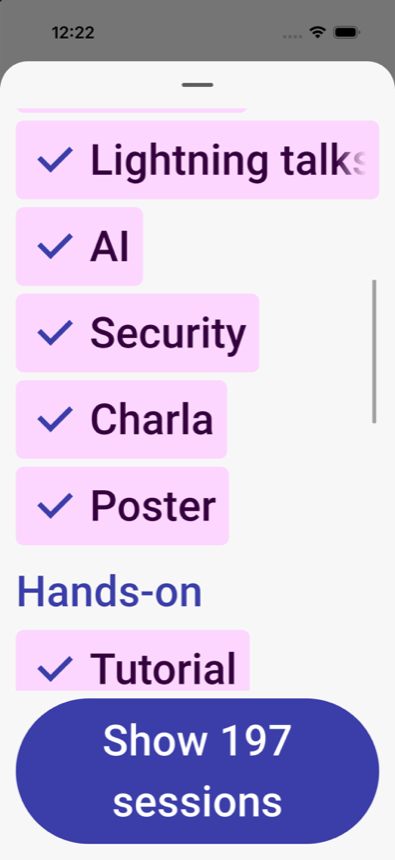 12:22
Lightning talks
AI
Security
Charla
Poster
Hands-on
Tutorial
Show 197
sessions